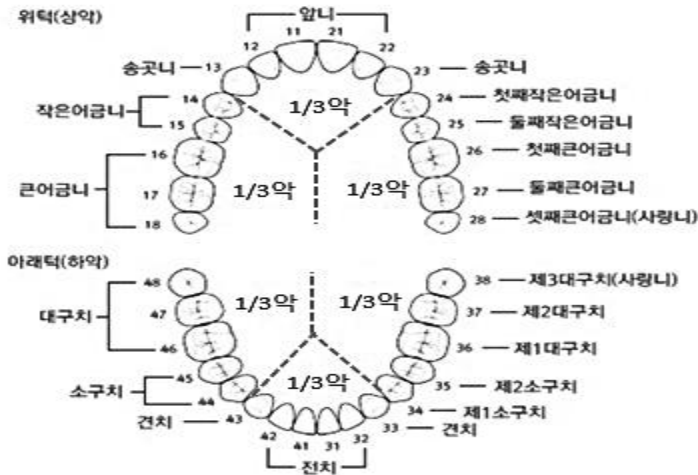 위턱(상악)
앞니
12 11 21 22
송곳니 13 23 송곳니
14 24 첫째작은어금니
작은어금니 1/3악
15 25 둘째작은어금니
16 26 첫째큰어금니
큰어금니 17 1/3악 1/3악 27 둘째큰어금니
18 28 셋째큰어금니(사랑니)
아래턱(하악)
48 1/3악 1/3악 38 제3대구치(사랑니)
대구치 47 37 제2대구치
46 36 제1대구치
45 1/3악 35 제2소구치
소구치
44 34 제1소구치
견치 43 33 견치
42 41 31 32
전치